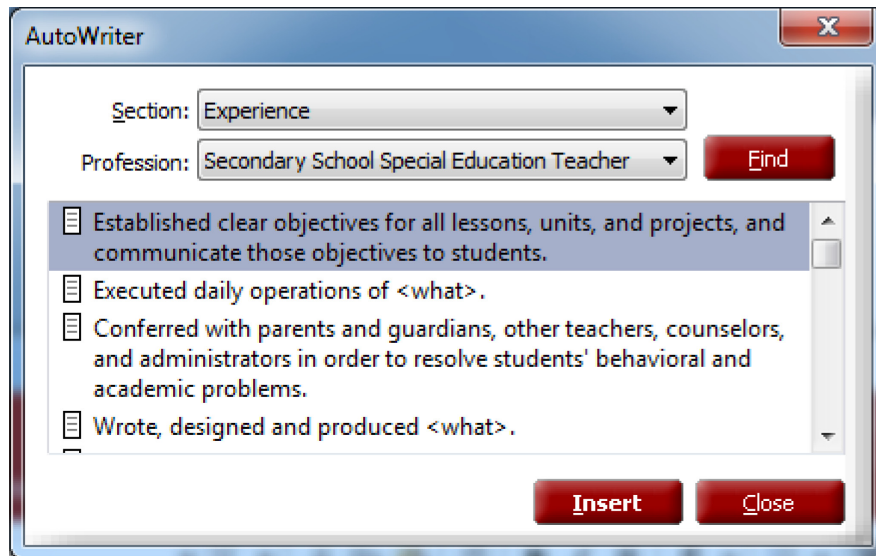 AutoWriter
Section: Experience
Profession: Secondary School Special Education Teacher Find
Established clear objectives for all lessons, units, and projects, and
communicate those objectives to students.
Executed daily operations of <what>.
Conferred with parents and guardians, other teachers, counselors,
and administrators in order to resolve students' behavioral and
academic problems.
Wrote, designed and produced <what>.
Insert Close